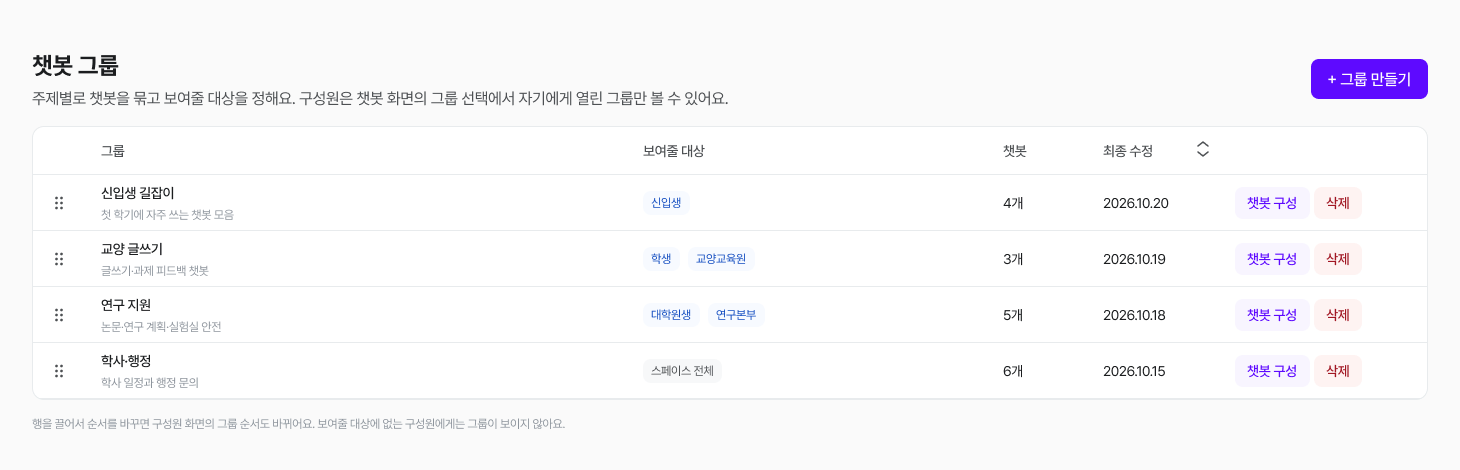 챗봇 그룹
주제별로 챗봇을 묶고 보여줄 대상을 정해요. 구성원은 챗봇 화면의 그룹 선택에서 자기에게 열린 그룹만 볼 수 있어요.
+ 그룹 만들기
그룹 보여줄 대상 챗봇 최종 수정
신입생 길잡이
첫 학기에 자주 쓰는 챗봇 모음
신입생 4개 2026.10.20 챗봇 구성 삭제
교양 글쓰기
글쓰기·과제 피드백 챗봇
학생 교양교육원 3개 2026.10.19 챗봇 구성 삭제
연구 지원
논문·연구 계획·실험실 안전
대학원생 연구본부 5개 2026.10.18 챗봇 구성 삭제
학사·행정
학사 일정과 행정 문의
스페이스 전체 6개 2026.10.15 챗봇 구성 삭제
행을 끌어서 순서를 바꾸면 구성원 화면의 그룹 순서도 바뀌어요. 보여줄 대상에 없는 구성원에게는 그룹이 보이지 않아요.